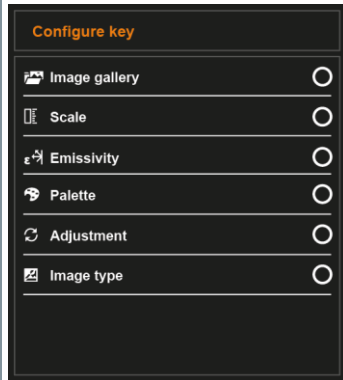 Configure key
Image gallery
Scale
ε Emissivity
Palette
Adjustment
Image type